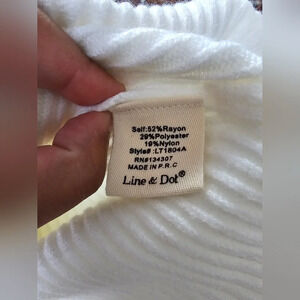 Self:52%Rayon
29%Polyester
19%Nylon
Style#:LT1804A
RN#134307
MADE IN P.R.C
Line & Dot®